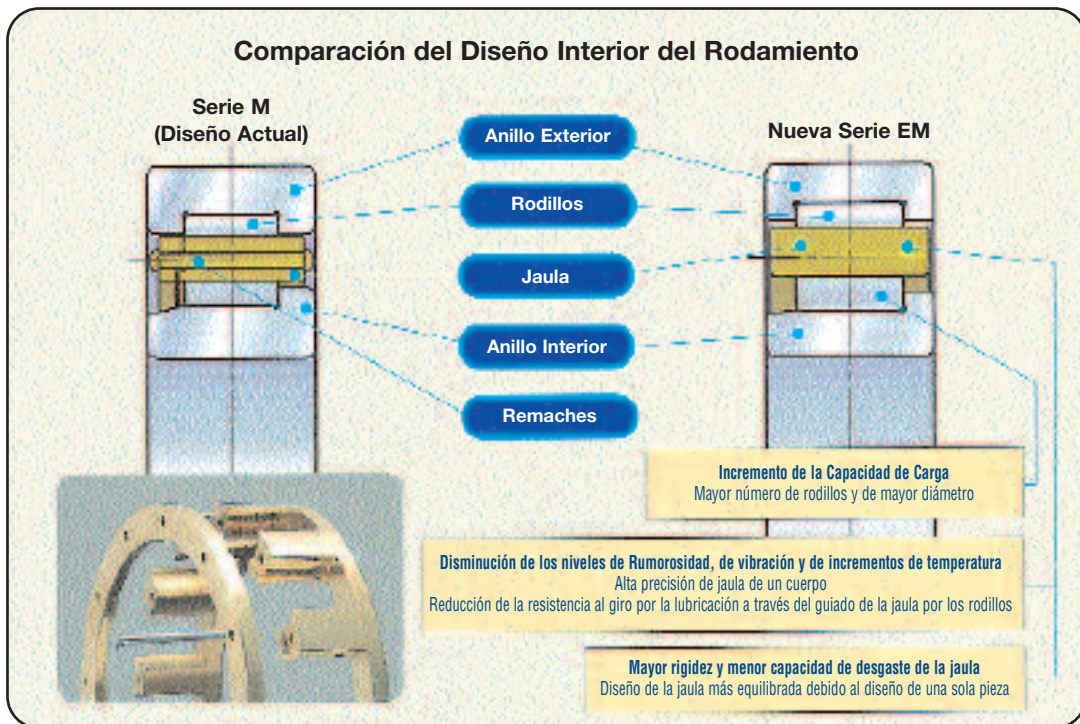 Comparación del Diseño Interior del Rodamiento
Serie M
(Diseño Actual)
Nueva Serie EM
Anillo Exterior
Rodillos
Jaula
Anillo Interior
Remaches
Incremento de la Capacidad de Carga
Mayor número de rodillos y de mayor diámetro
Disminución de los niveles de Rumorosidad, de vibración y de incrementos de temperatura
Alta precisión de jaula de un cuerpo
Reducción de la resistencia al giro por la lubricación a través del guiado de la jaula por los rodillos
Mayor rigidez y menor capacidad de desgaste de la jaula
Diseño de la jaula más equilibrada debido al diseño de una sola pieza